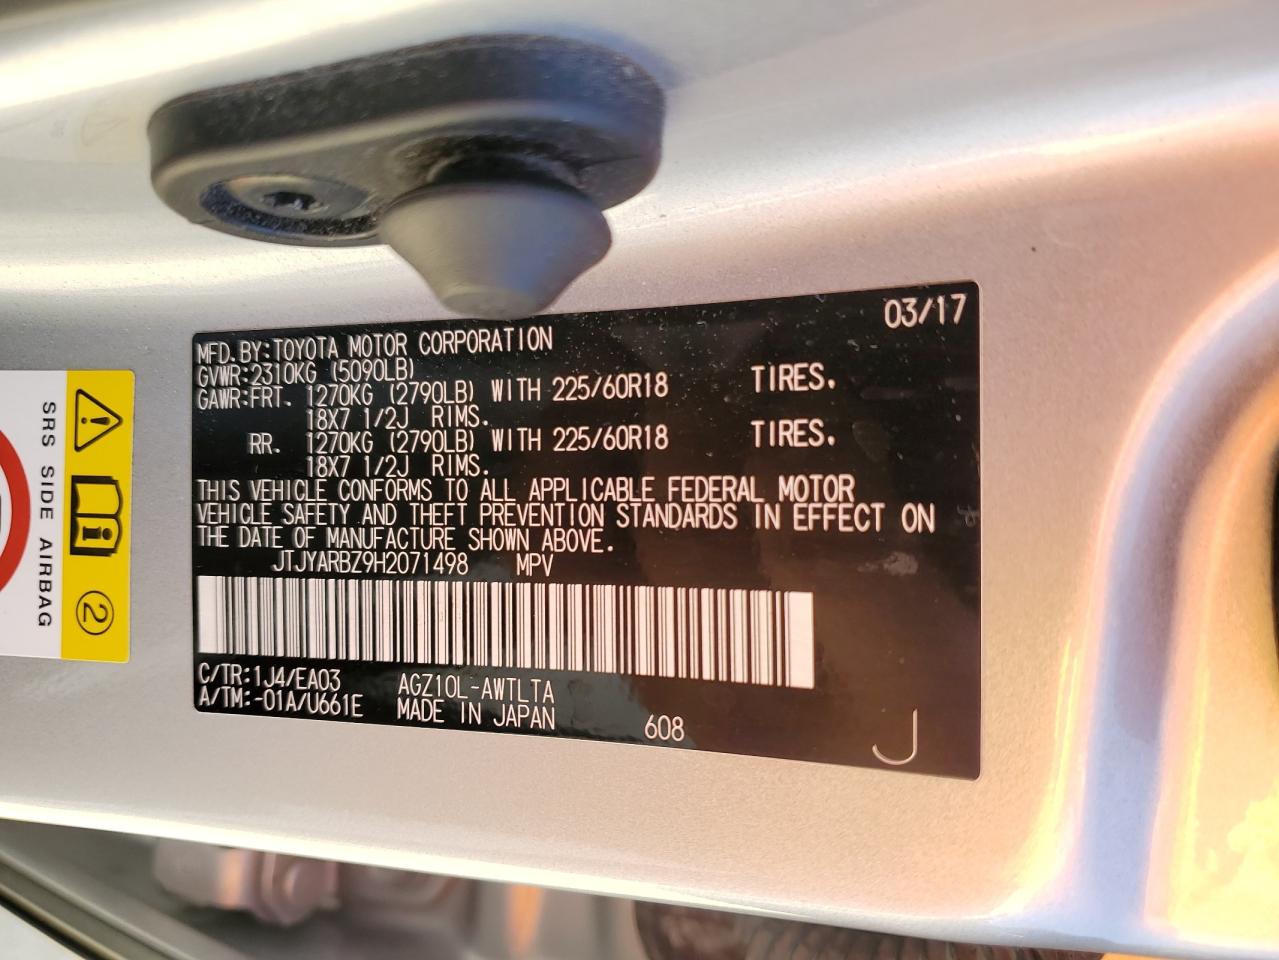 03/17
MFD. BY: TOYOTA MOTOR CORPORATION
GVWR: 2310KG (5090LB)
GAWR: FRT. 1270KG (2790LB) WITH 225/60R18 TIRES.
18X7 1/2J RIMS.
RR. 1270KG (2790LB) WITH 225/60R18 TIRES.
18X7 1/2J RIMS.
THIS VEHICLE CONFORMS TO ALL APPLICABLE FEDERAL MOTOR
VEHICLE SAFETY AND THEFT PREVENTION STANDARDS IN EFFECT ON
THE DATE OF MANUFACTURE SHOWN ABOVE.
JTJYARBZ9H2071498 MPV
C/TR: 1J4/EA03 AGZ10L-AWTLTA
A/TM: -01A/U661E MADE IN JAPAN 608 J
SRS SIDE AIRBAG
2